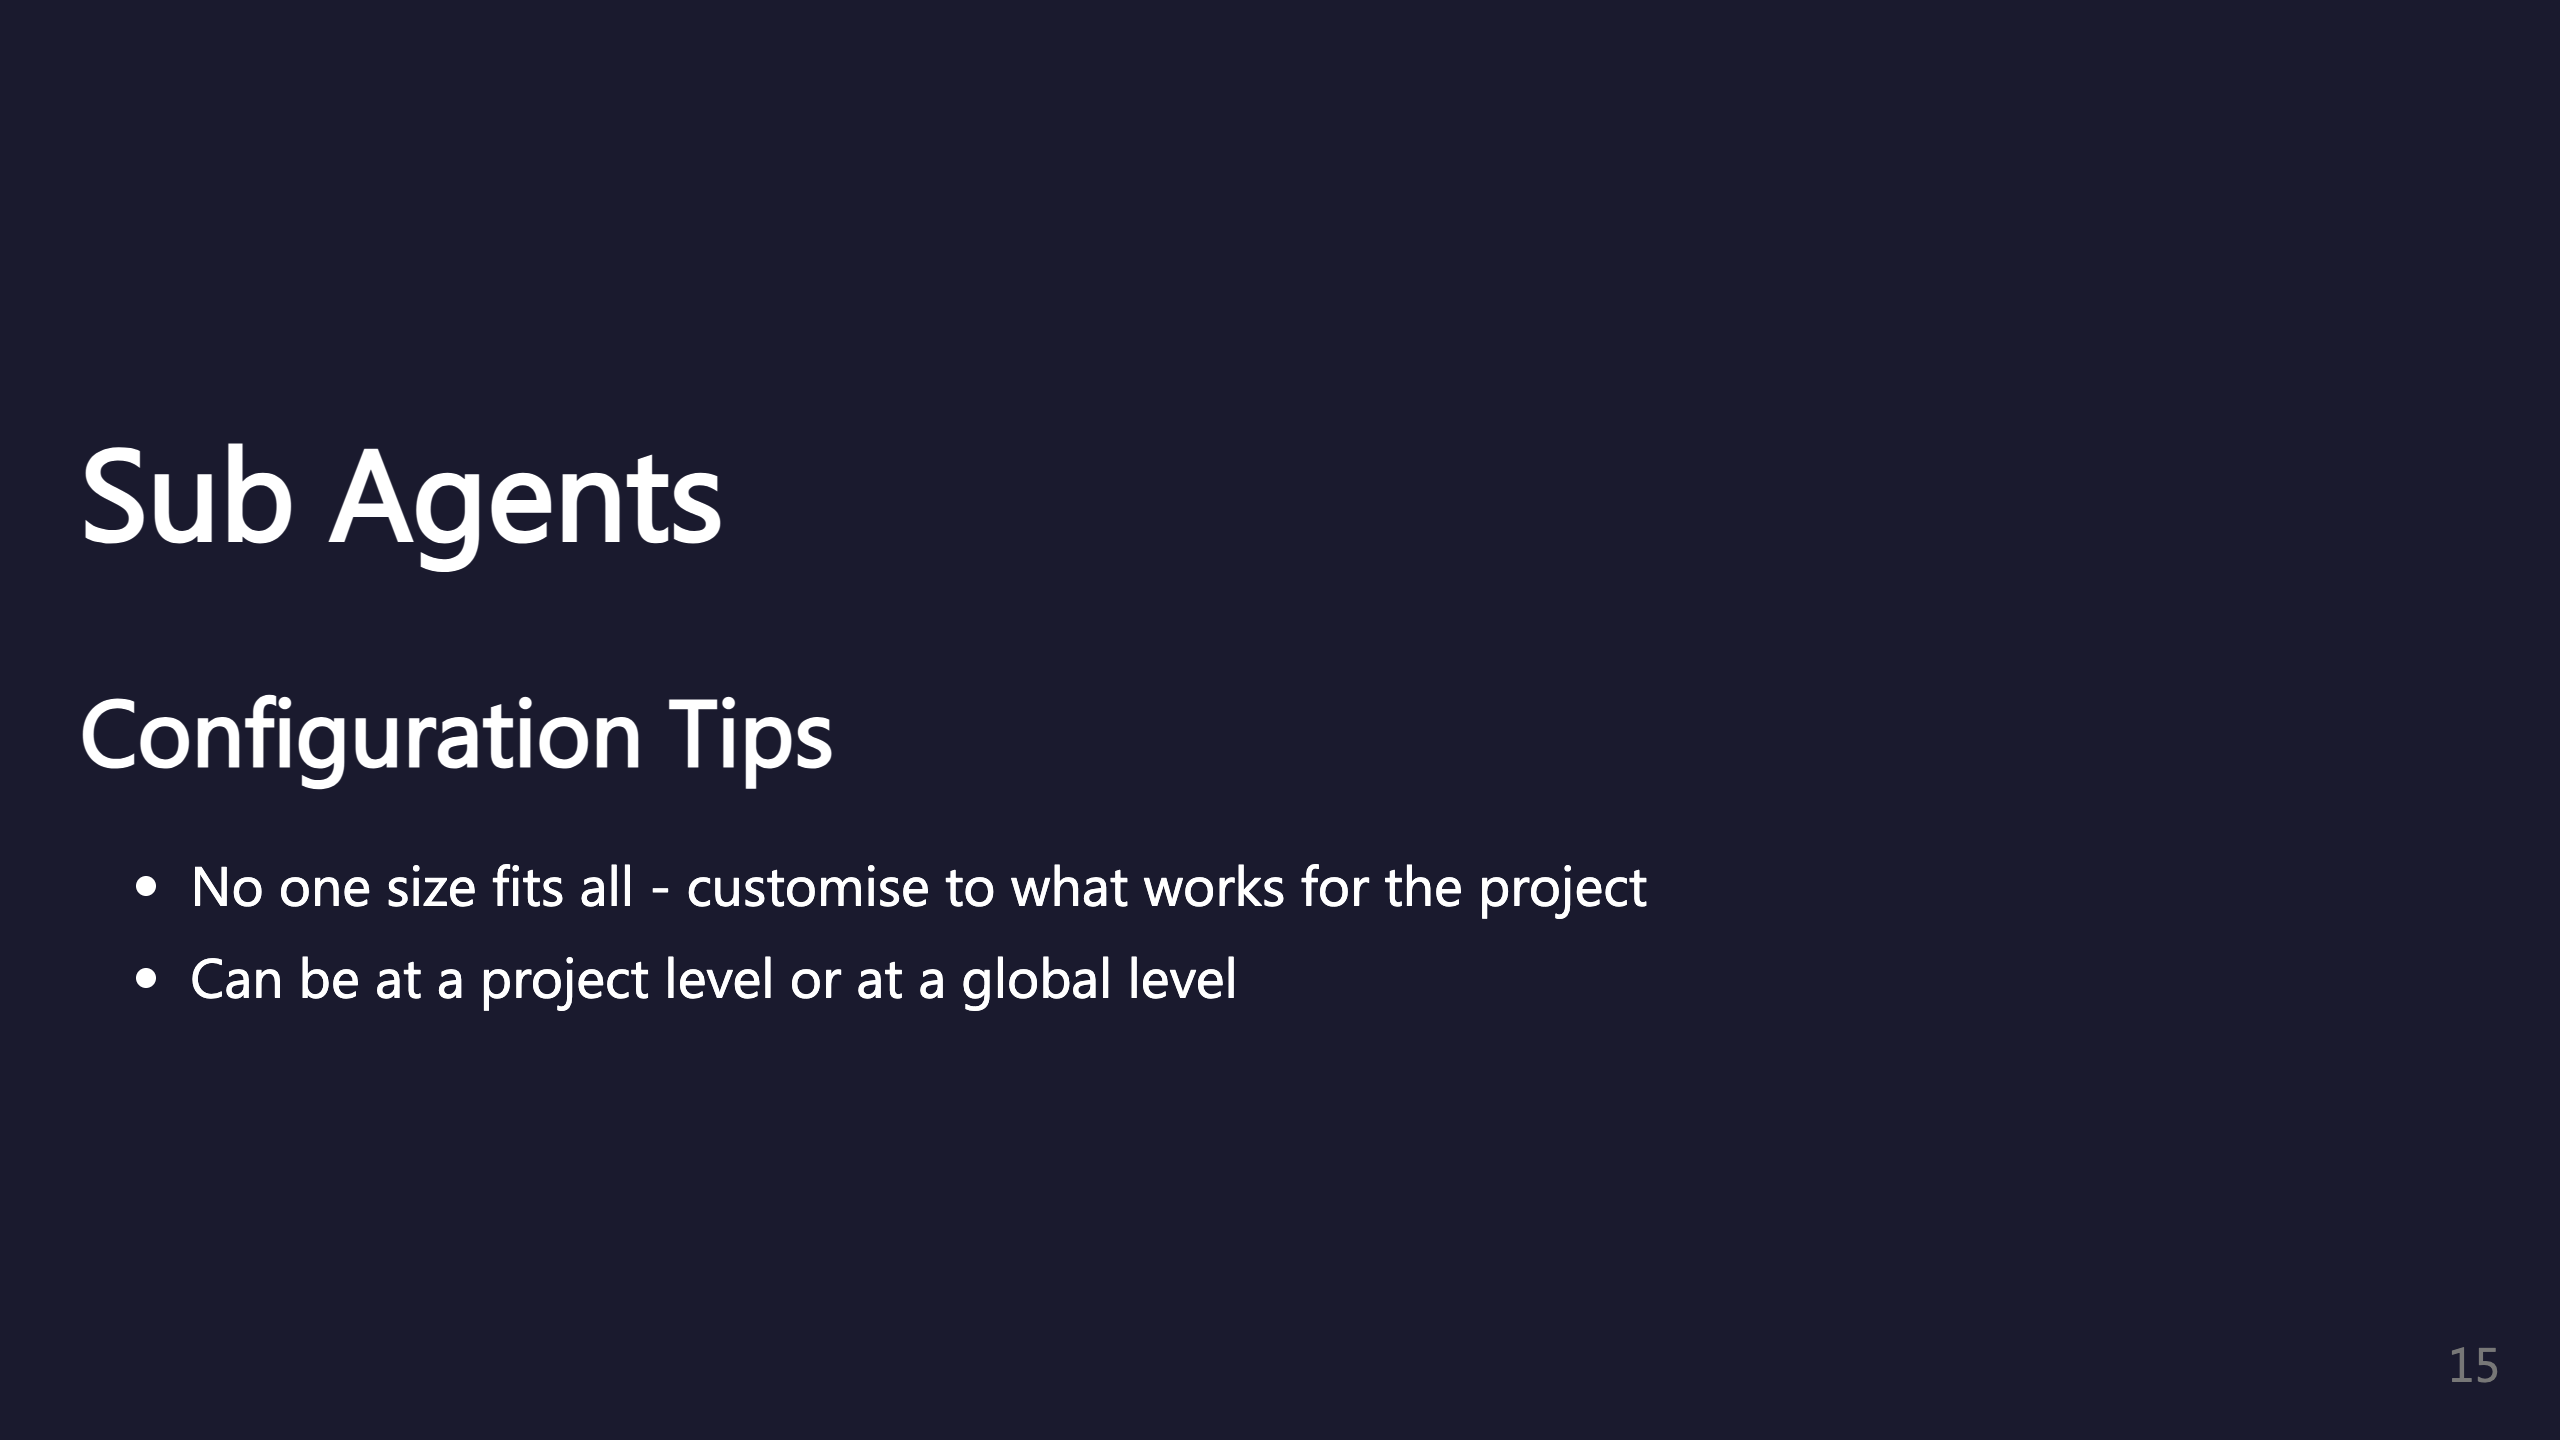 Sub Agents
Configuration Tips
• No one size fits all - customise to what works for the project
• Can be at a project level or at a global level
15